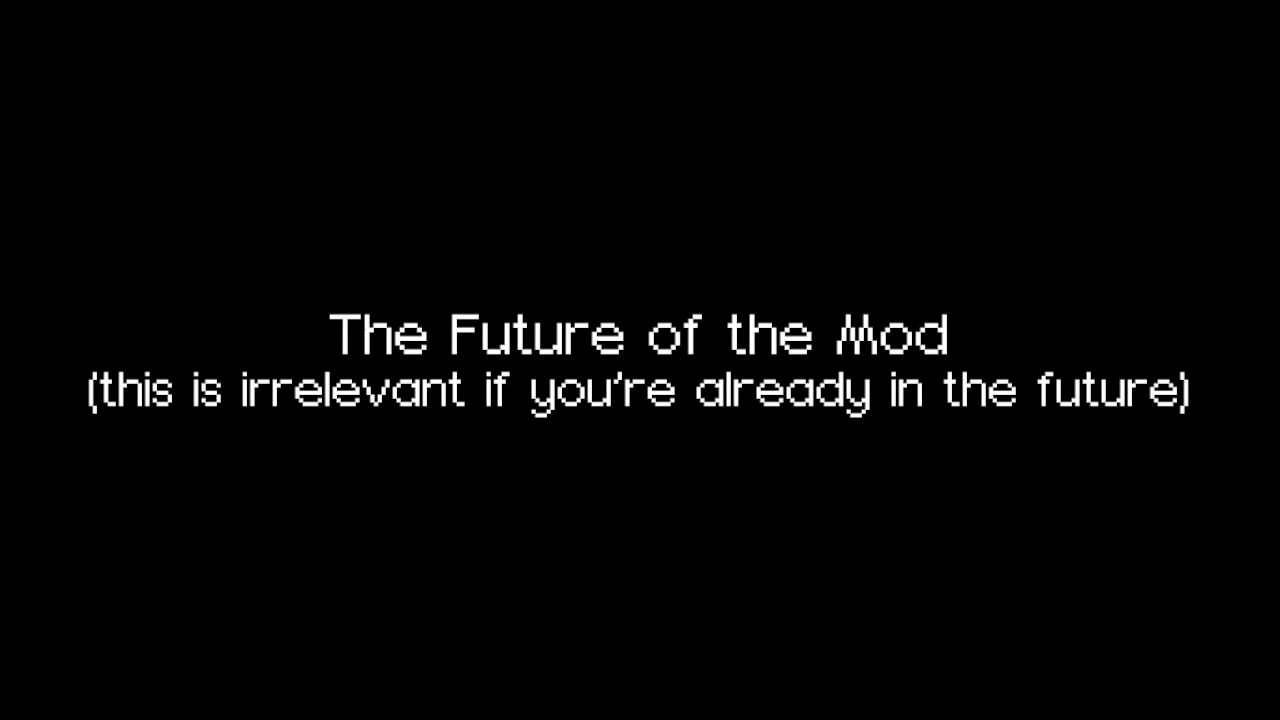 The Future of the Mod
(this is irrelevant if you're already in the future)